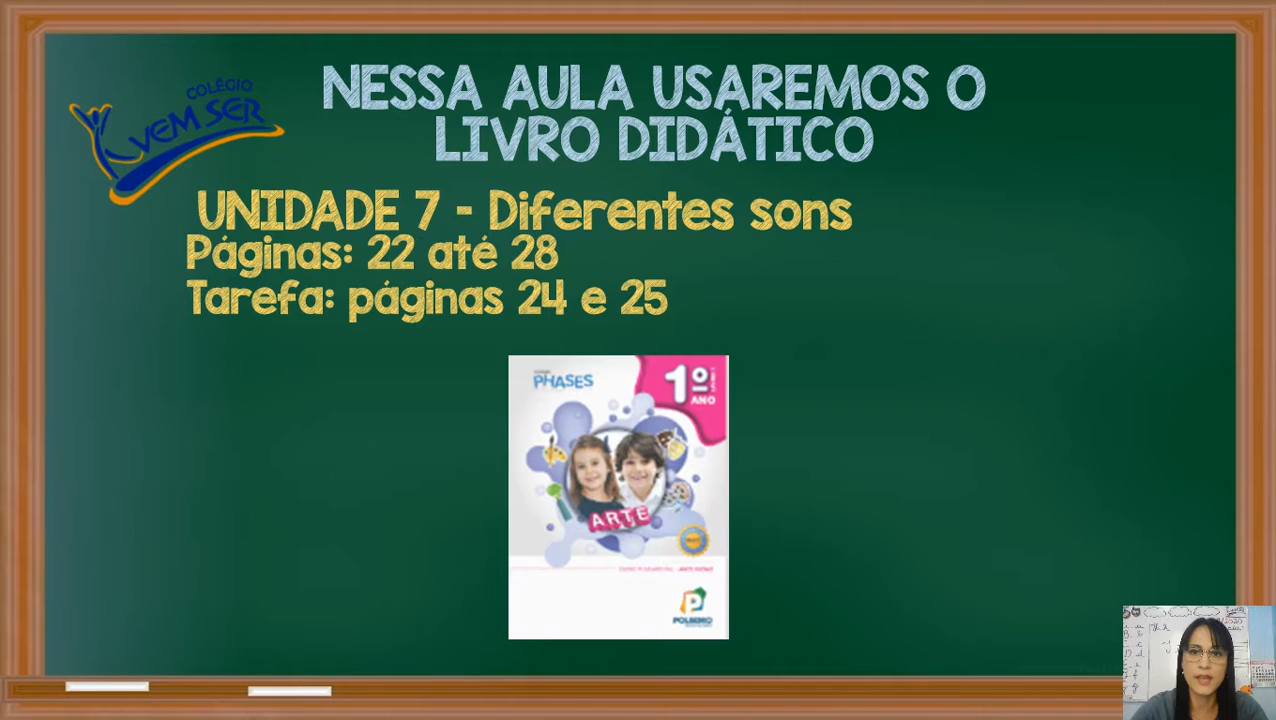 COLÉGIO
VEM SER
NESSA AULA USAREMOS O
LIVRO DIDÁTICO
UNIDADE 7 - Diferentes sons
Páginas: 22 até 28
Tarefa: páginas 24 e 25
PHASES
1º
ANO
ARTE
POLIEDRO